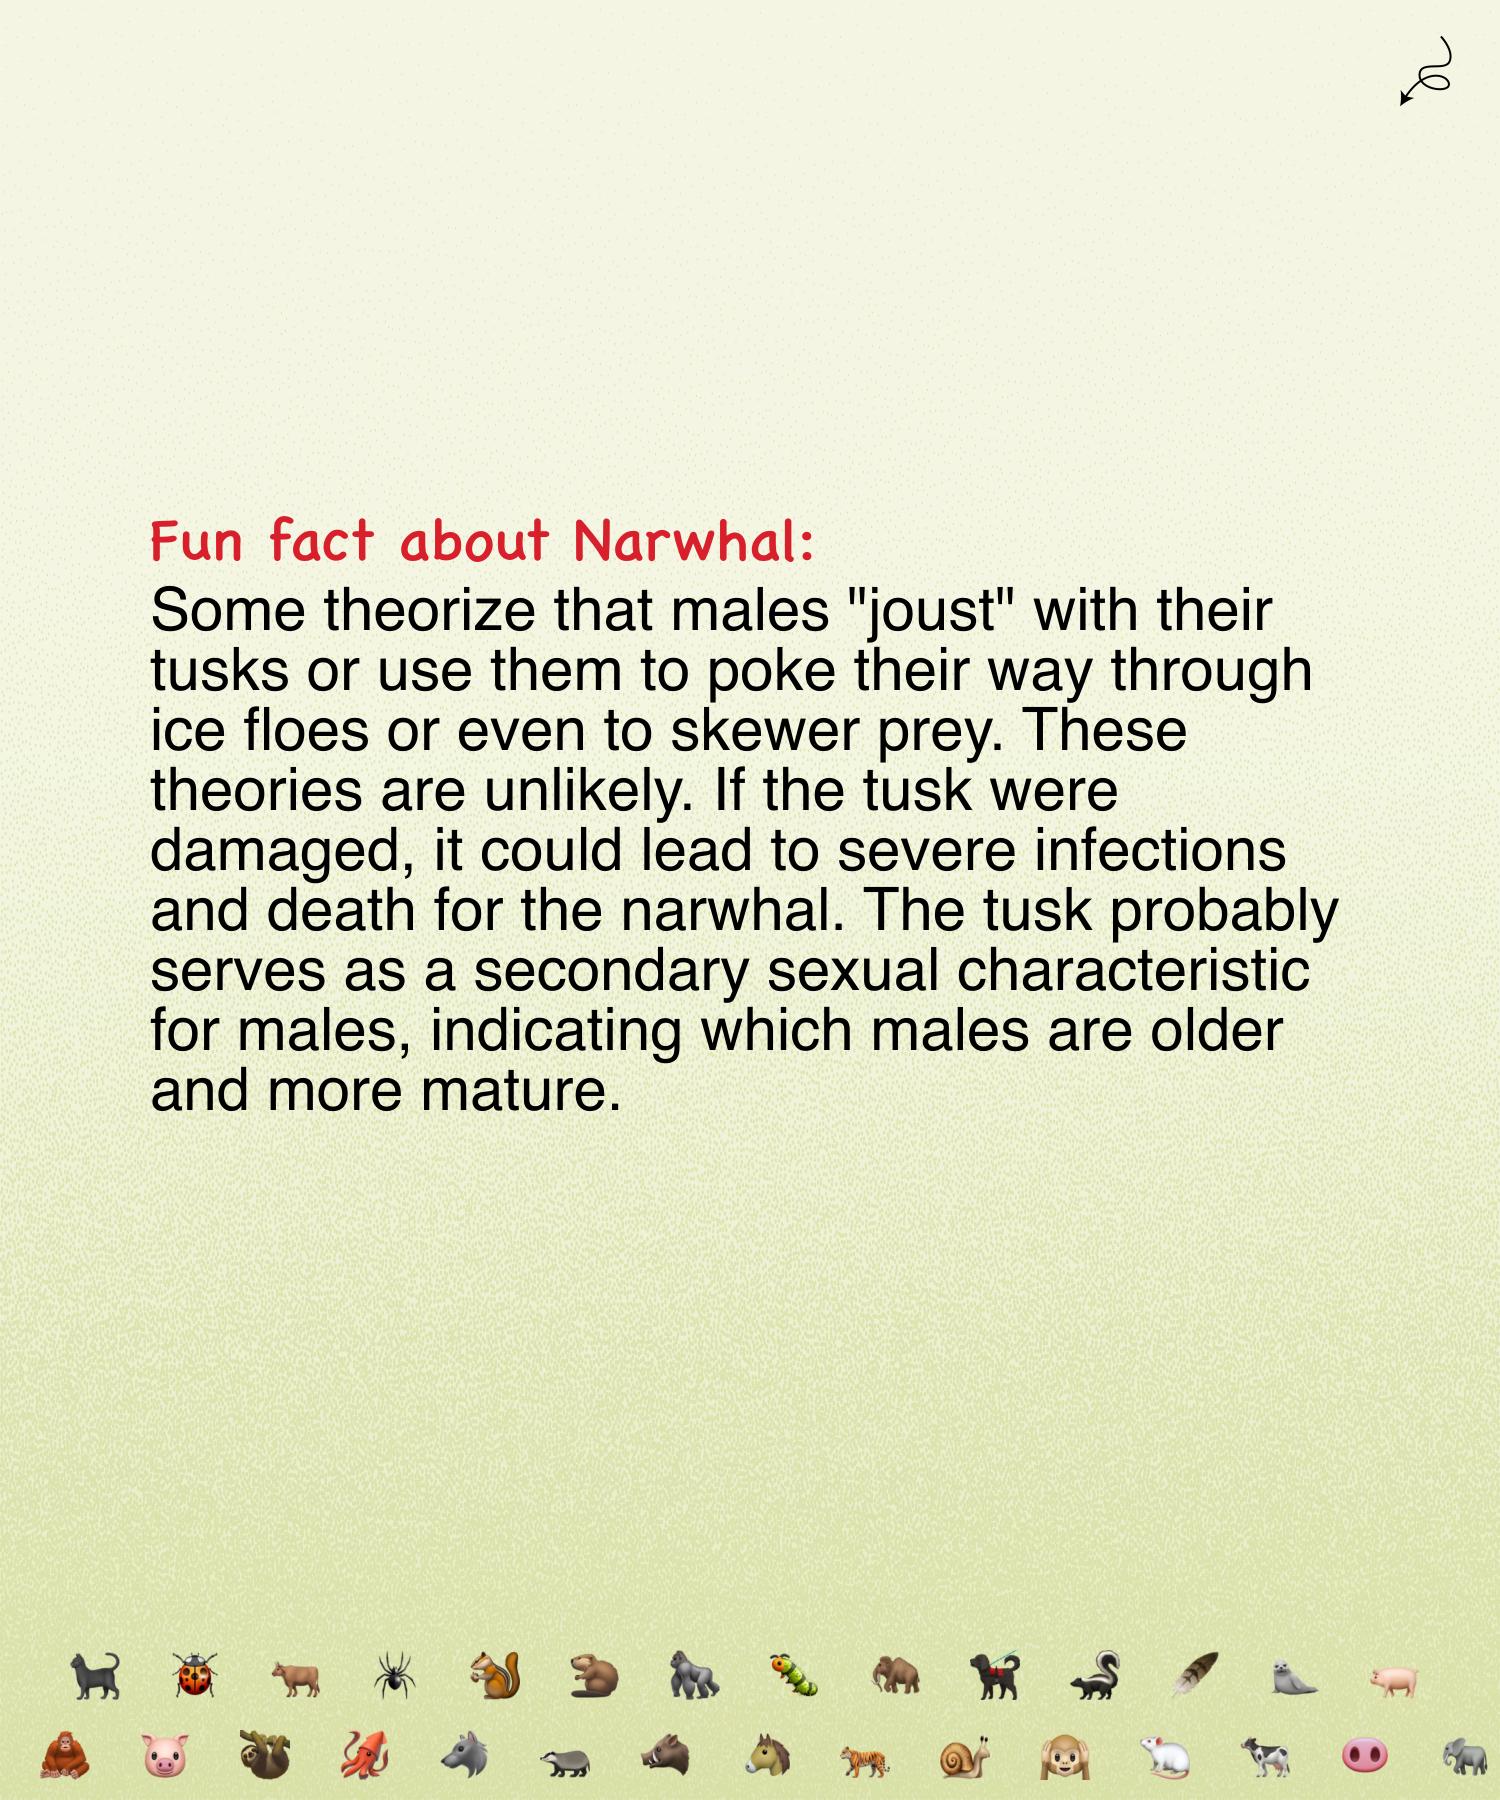 Fun fact about Narwhal:
Some theorize that males "joust" with their
tusks or use them to poke their way through
ice floes or even to skewer prey. These
theories are unlikely. If the tusk were
damaged, it could lead to severe infections
and death for the narwhal. The tusk probably
serves as a secondary sexual characteristic
for males, indicating which males are older
and more mature.